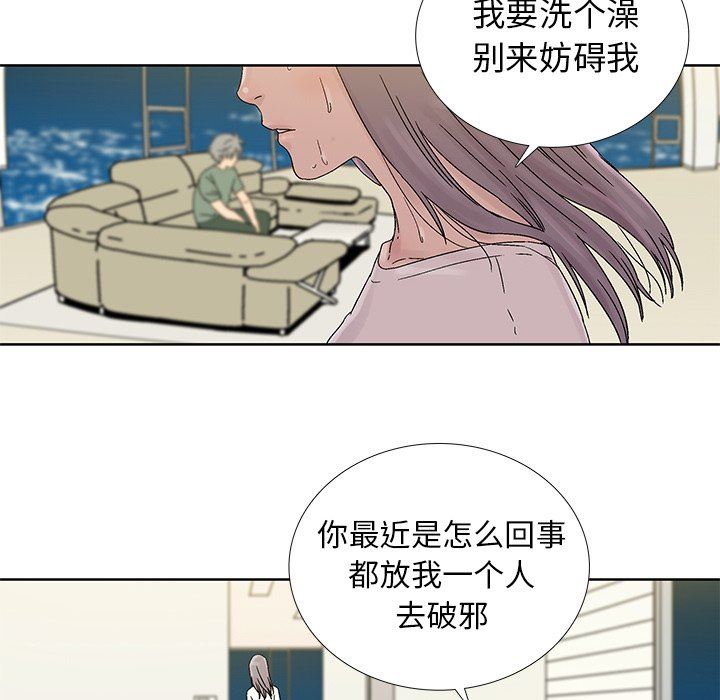 我要洗个澡
别来妨碍我
你最近是怎么回事
都放我一个人
去破邪